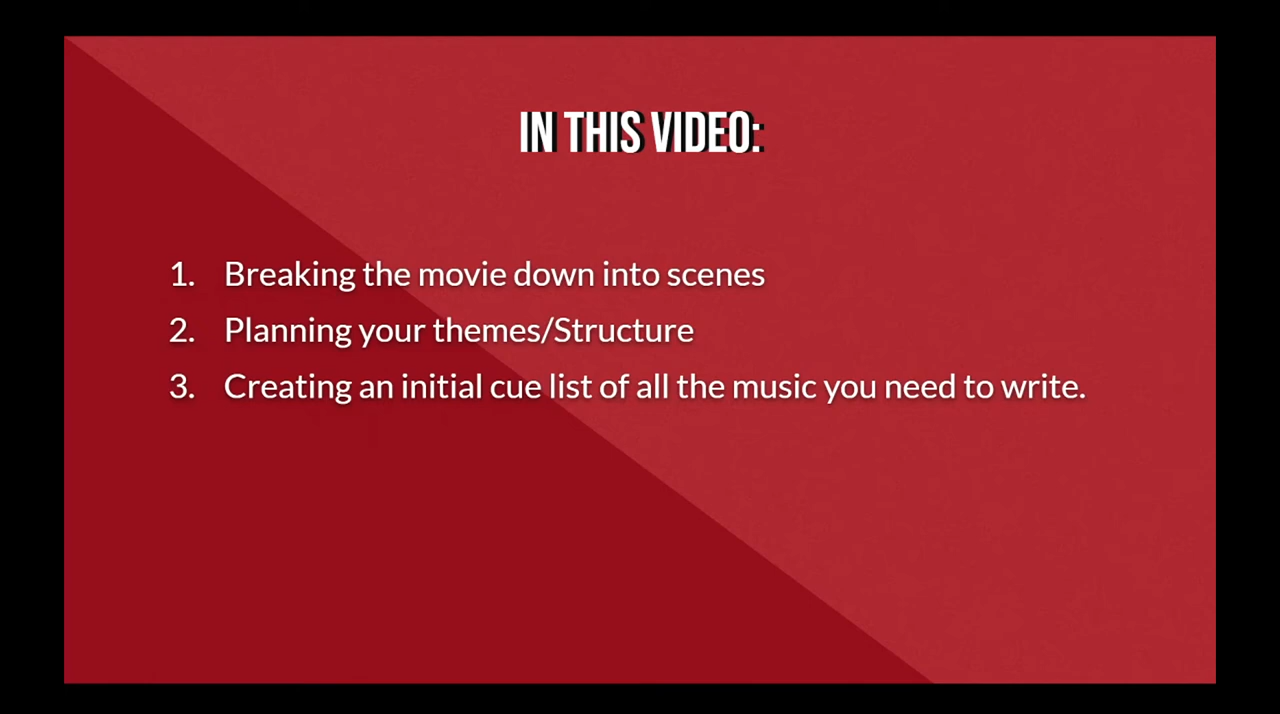 IN THIS VIDEO:
1. Breaking the movie down into scenes
2. Planning your themes/Structure
3. Creating an initial cue list of all the music you need to write.